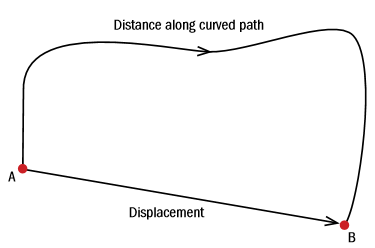 Distance along curved path
A
Displacement
B